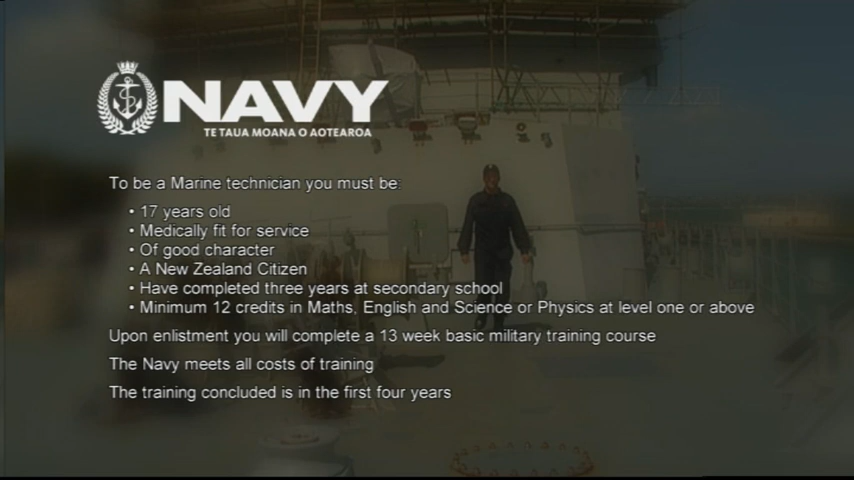 NAVY
TE TAUA MOANA O AOTEAROA
To be a Marine technician you must be:
• 17 years old
• Medically fit for service
• Of good character
• A New Zealand Citizen
• Have completed three years at secondary school
• Minimum 12 credits in Maths, English and Science or Physics at level one or above
Upon enlistment you will complete a 13 week basic military training course
The Navy meets all costs of training
The training concluded is in the first four years